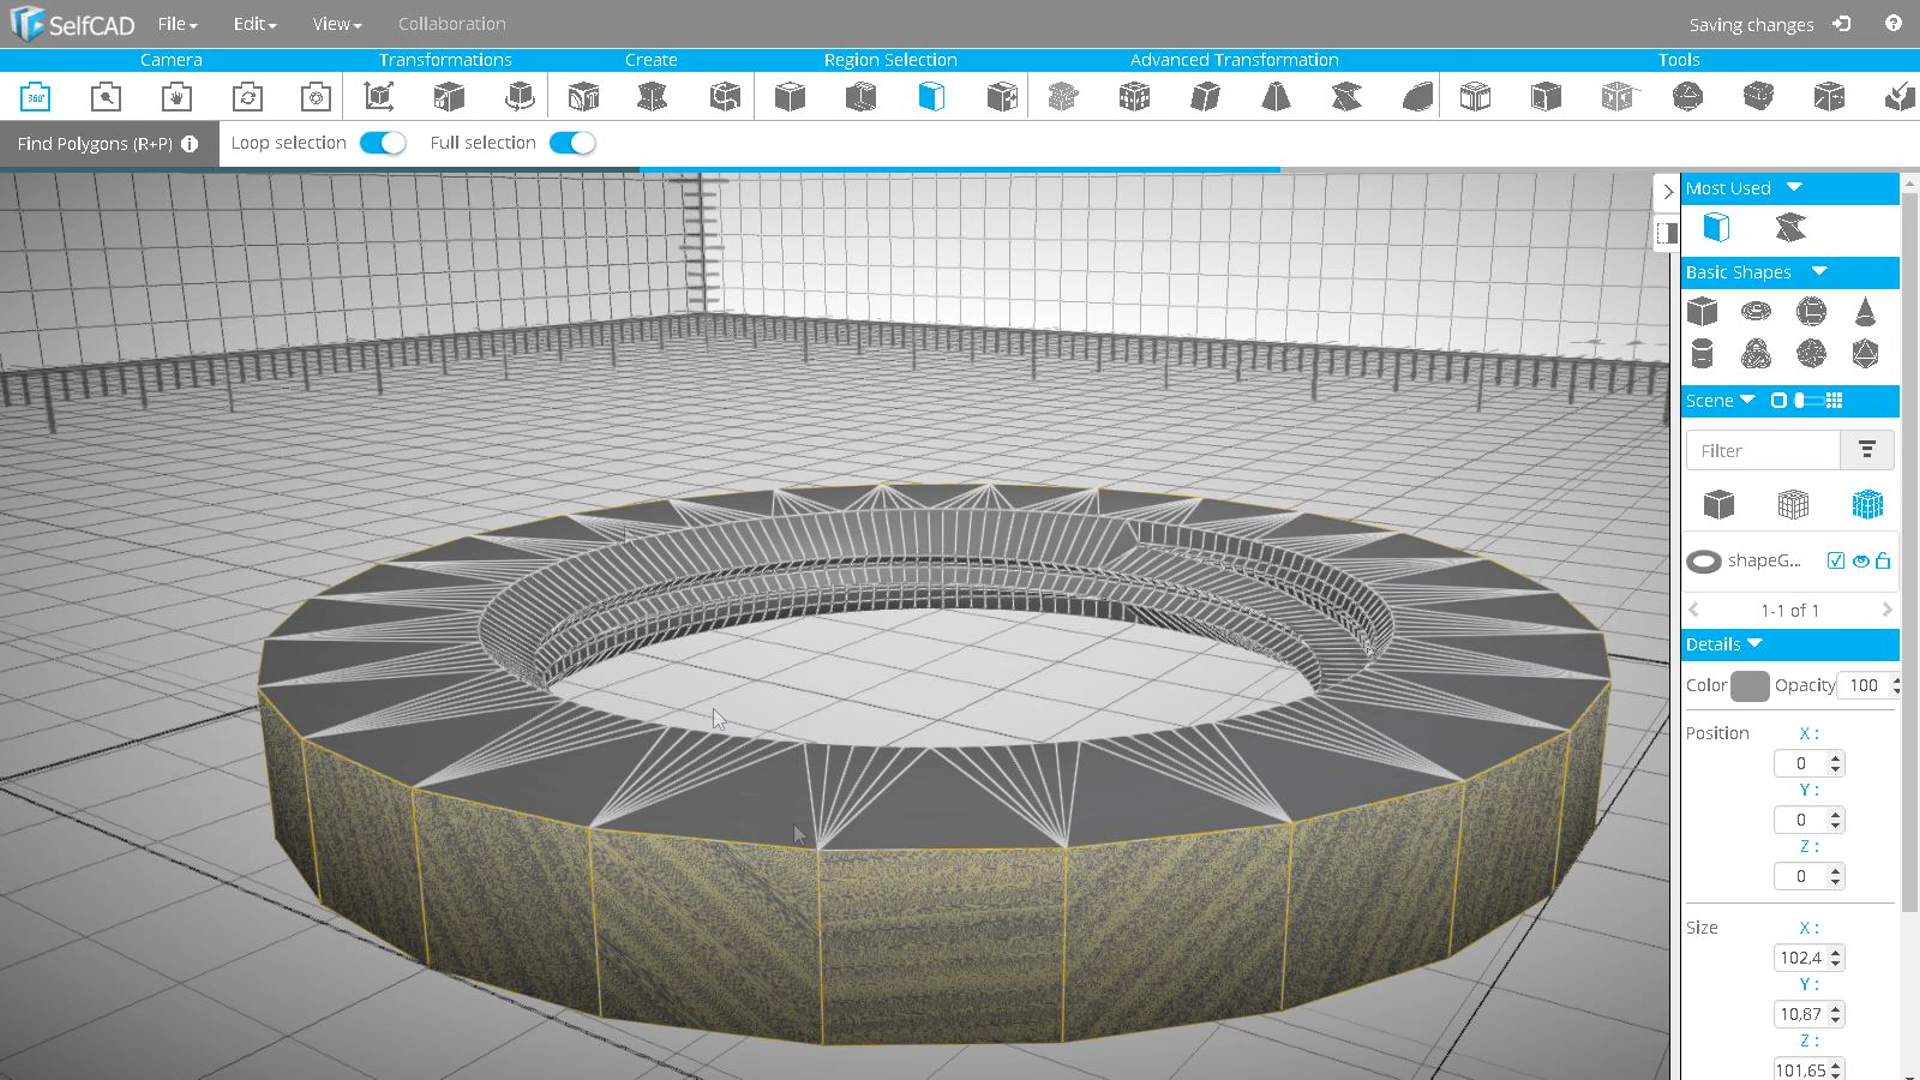 SelfCAD File Edit View Collaboration Saving changes
Camera Transformations Create Region Selection Advanced Transformation Tools
360°
Find Polygons (R+P) Loop selection Full selection
Most Used
Basic Shapes
Scene
Filter
shapeG...
1-1 of 1
Details
Color Opacity 100
Position X :
0
Y :
0
Z :
0
Size X :
102,4
Y :
10,87
Z :
101,65